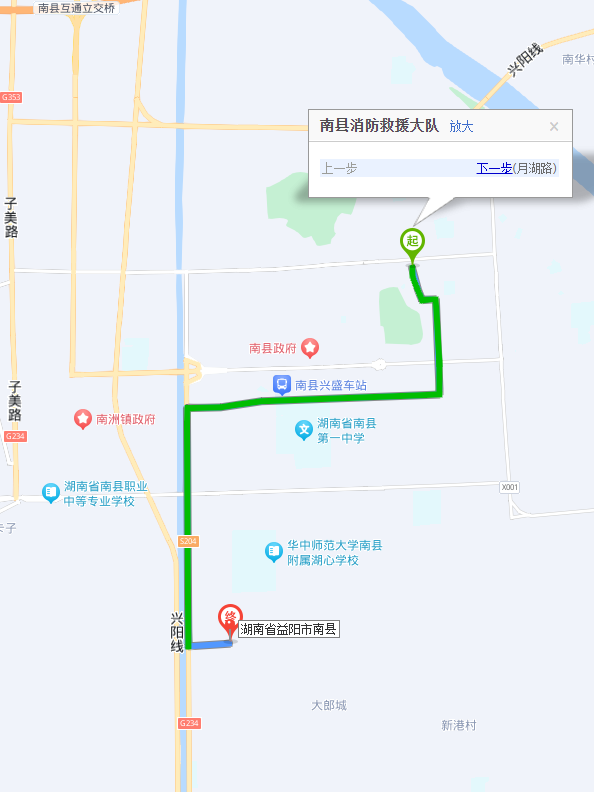 南县互通立交桥
兴阳线
南华村
G353
南县消防救援大队 放大 ×
上一步 下一步(月湖路)
子美路
起
南县政府
南县兴盛车站
子美路
南洲镇政府
湖南省南县
第一中学
G234
湖南省南县职业
中等专业学校
X001
卡子
S204
华中师范大学南县
附属湖心学校
终
兴阳线
湖南省益阳市南县
大郎城
新港村
G234